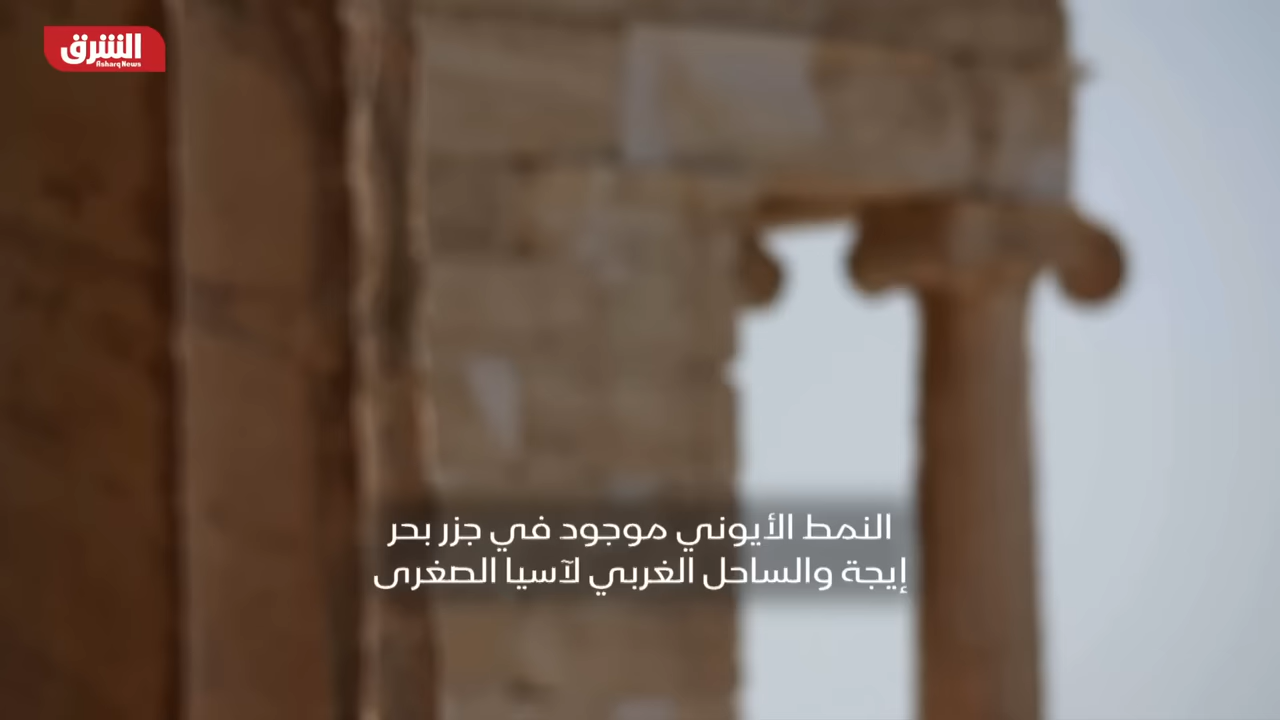 الشرق
Asharq News
النمط الأيوني موجود في جزر بحر
إيجة والساحل الغربي لآسيا الصغرى